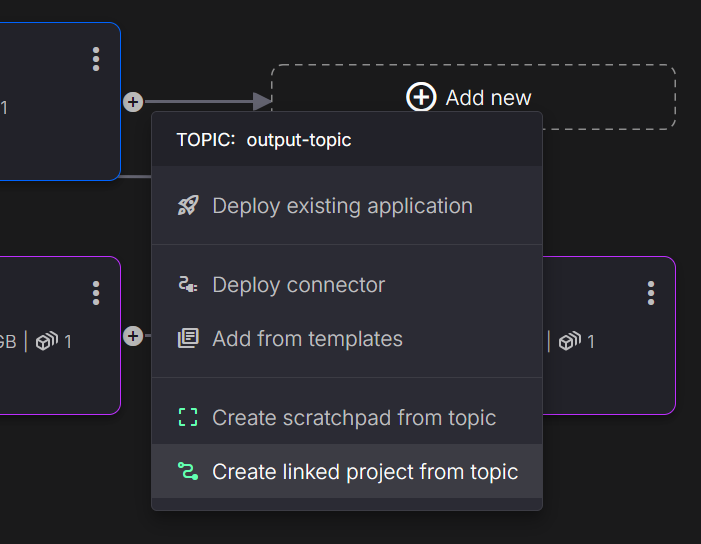 1
Add new
TOPIC: output-topic
Deploy existing application
Deploy connector
GB | 1
Add from templates
| 1
Create scratchpad from topic
Create linked project from topic